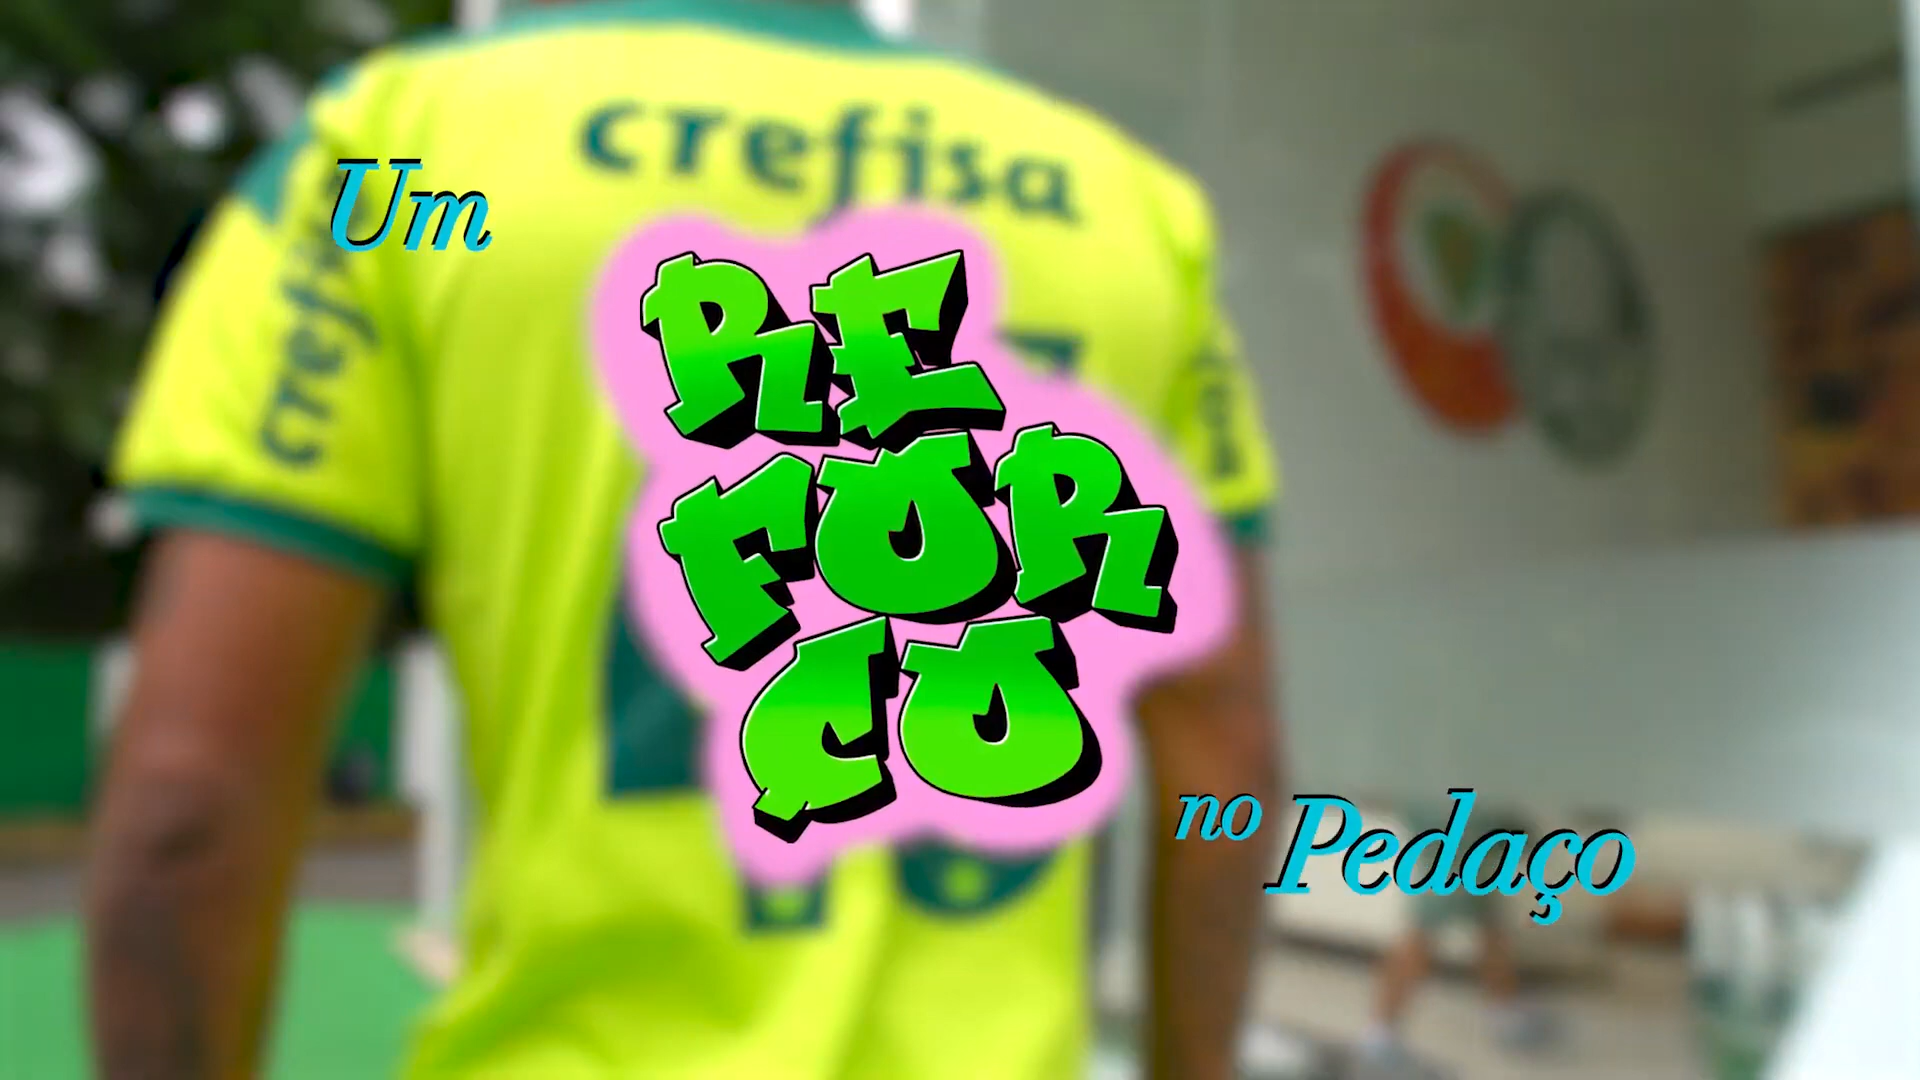 crefisa
Um
crefisa
RE
FOR
ÇO
no Pedaço